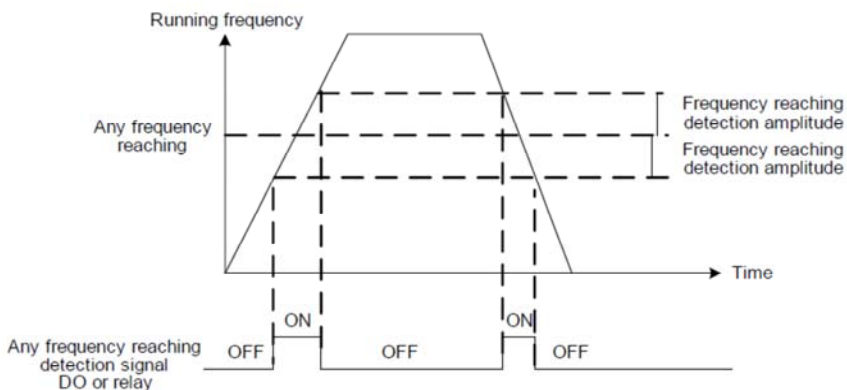 Running frequency
Frequency reaching
detection amplitude
Any frequency
reaching
Frequency reaching
detection amplitude
Time
ON
ON
Any frequency reaching
detection signal
DO or relay
OFF
OFF
OFF